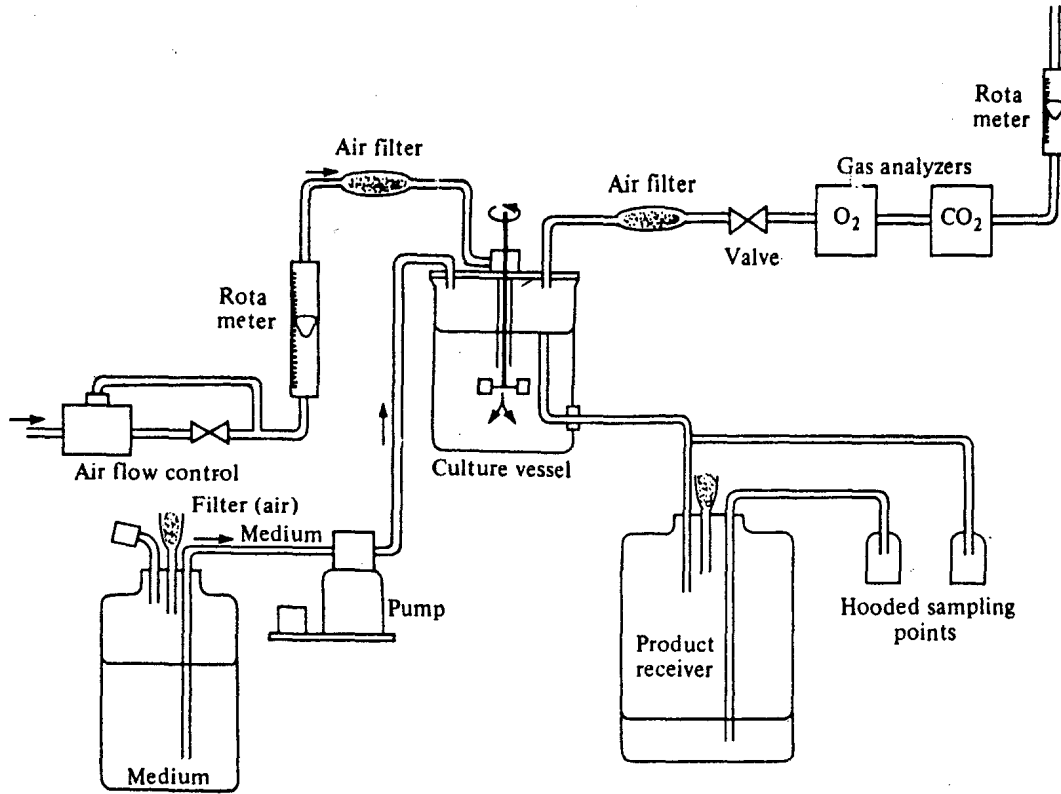 Rota
meter
Air filter
Gas analyzers
Air filter
O2
CO2
Valve
Rota
meter
Air flow control
Culture vessel
Filter (air)
Medium
Pump
Hooded sampling
points
Product
receiver
Medium